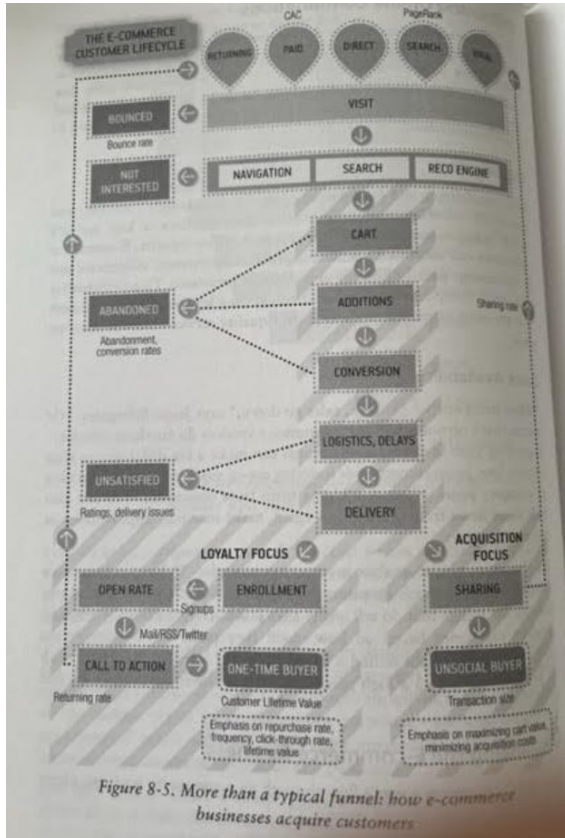 THE E-COMMERCE
CUSTOMER LIFECYCLE
CAC
PageRank
RETURNING
PAID
DIRECT
SEARCH
VIRAL
VISIT
BOUNCED
Bounce rate
NOT
INTERESTED
NAVIGATION
SEARCH
RECO ENGINE
CART
ABANDONED
Abandonment,
conversion rates
ADDITIONS
Sharing rate
CONVERSION
LOGISTICS, DELAYS
UNSATISFIED
Ratings, delivery issues
DELIVERY
LOYALTY FOCUS
ACQUISITION
FOCUS
OPEN RATE
Signups
ENROLLMENT
SHARING
Mail/RSS/Twitter
CALL TO ACTION
Returning rate
ONE-TIME BUYER
Customer Lifetime Value
Emphasis on repurchase rate,
frequency, click-through rate,
lifetime value
UNSOCIAL BUYER
Transaction size
Emphasis on maximizing cart value,
minimizing acquisition costs
Figure 8-5. More than a typical funnel: how e-commerce
businesses acquire customers